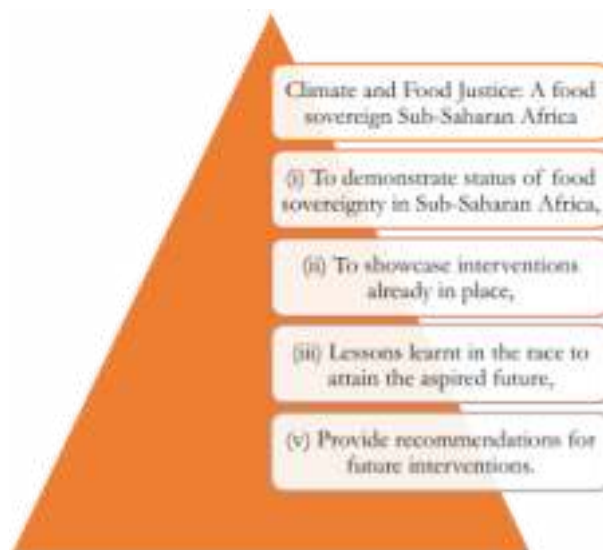 Climate and Food Justice: A food
sovereign Sub-Saharan Africa
(i) To demonstrate status of food
sovereignty in Sub-Saharan Africa,
(ii) To showcase interventions
already in place,
(iii) Lessons learnt in the race to
attain the aspired future,
(v) Provide recommendations for
future interventions.